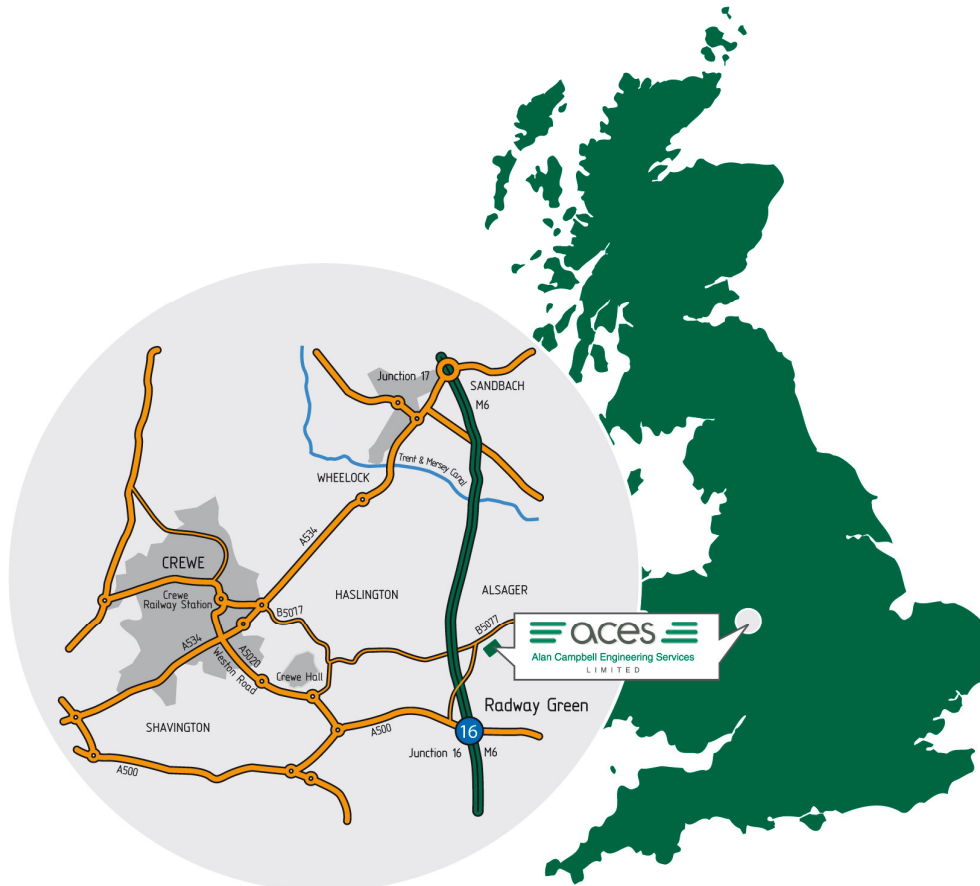 Junction 17
SANDBACH
M6
Trent & Mersey Canal
WHEELOCK
A534
CREWE
Crewe
Railway Station
HASLINGTON
ALSAGER
B5077
B5077
aces
Alan Campbell Engineering Services
LIMITED
A534
A5020
Weston Road
Crewe Hall
Radway Green
SHAVINGTON
A500
16
Junction 16
M6
A500